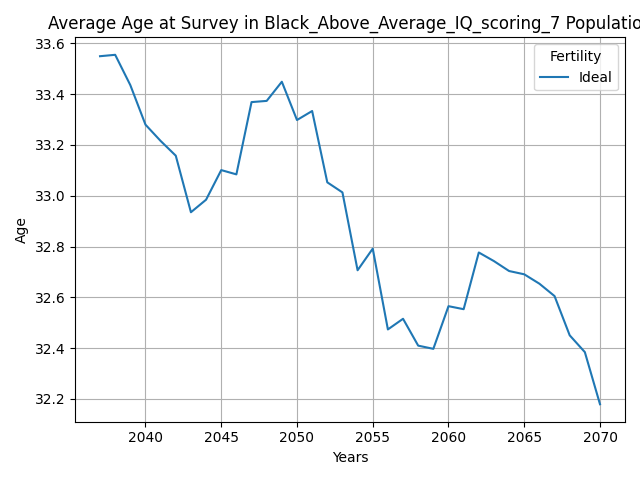 Average Age at Survey in Black_Above_Average_IQ_scoring_7 Populatio
33.6
33.4
33.2
33.0
32.8
32.6
32.4
32.2
Age
Fertility
Ideal
2040 2045 2050 2055 2060 2065 2070
Years